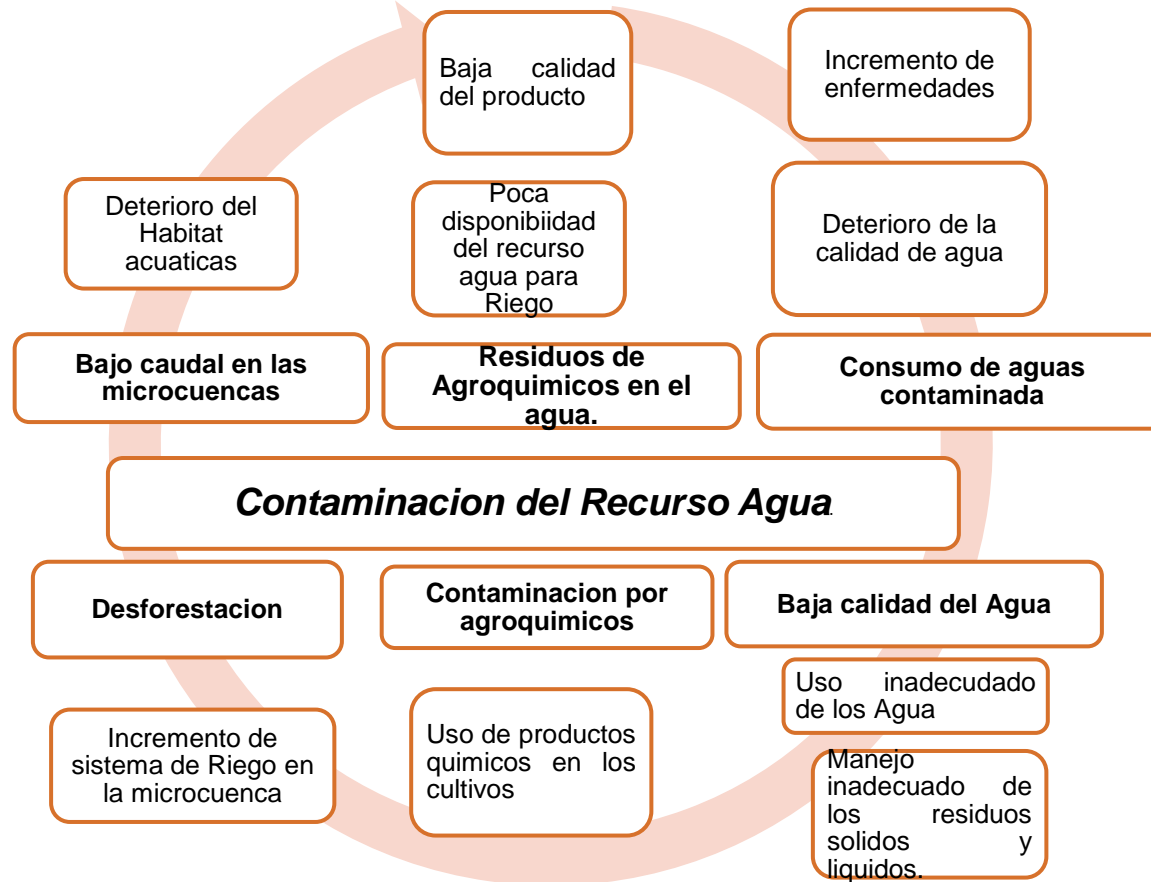 Baja calidad
del producto
Incremento de
enfermedades
Deterioro del
Habitat
acuaticas
Poca
disponibiidad
del recurso
agua para
Riego
Deterioro de la
calidad de agua
Bajo caudal en las
microcuencas
Residuos de
Agroquimicos en el
agua.
Consumo de aguas
contaminada
Contaminacion del Recurso Agua.
Desforestacion
Contaminacion por
agroquimicos
Baja calidad del Agua
Incremento de
sistema de Riego en
la microcuenca
Uso de productos
quimicos en los
cultivos
Uso inadecudado
de los Agua
Manejo
inadecuado de
los residuos
solidos y
liquidos.